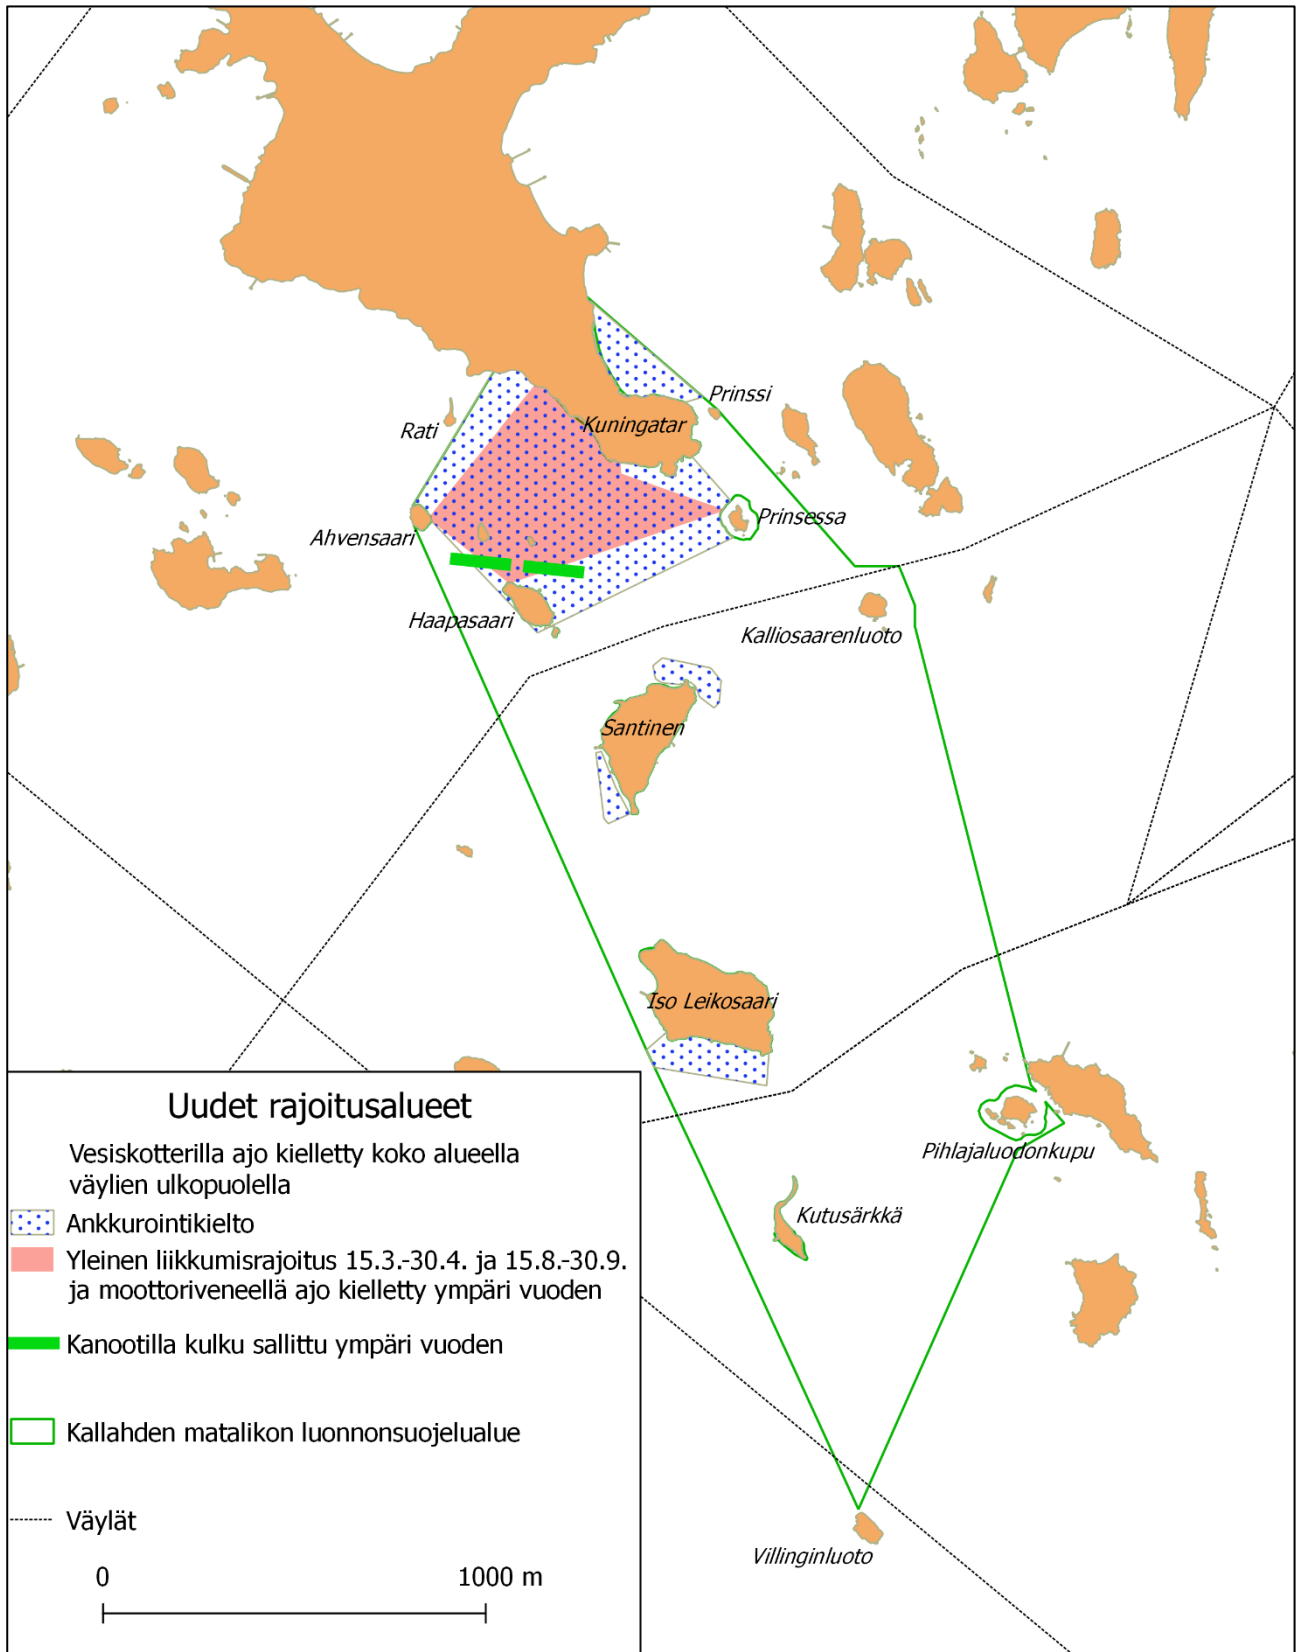 Prinssi
Kuningatar
Rati
Prinsessa
Ahvensaari
Haapasaari
Kalliosaarenluoto
Santinen
Iso Leikosaari
Pihlajaluodonkupu
Kutusärkkä
Villinginluoto
Uudet rajoitusalueet
Vesiskotterilla ajo kielletty koko alueella
väylien ulkopuolella
Ankkurointikielto
Yleinen liikkumisrajoitus 15.3.-30.4. ja 15.8.-30.9.
ja moottoriveneellä ajo kielletty ympäri vuoden
Kanootilla kulku sallittu ympäri vuoden
Kallahden matalikon luonnonsuojelualue
Väylät
0 1000 m